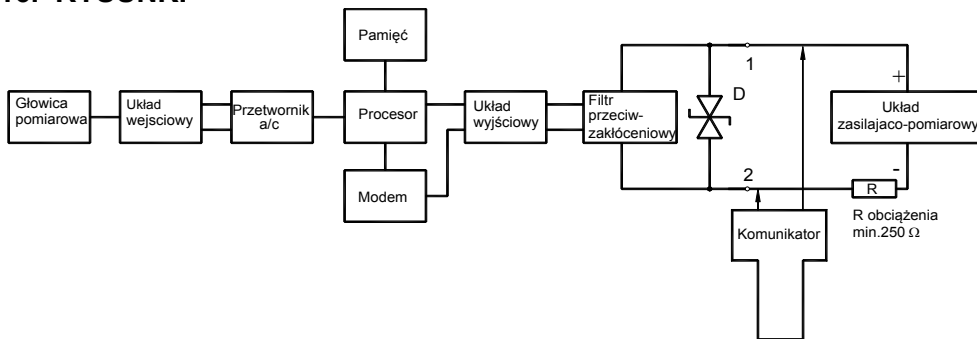 RYSUNKI
Pamięć
Głowica
pomiarowa
Układ
wejsciowy
Przetwornik
a/c
Procesor
Układ
wyjściowy
Filtr
przeciw-
zakłóceniowy
Modem
D
1
2
+
-
Układ
zasilajaco-pomiarowy
R
R obciążenia
min.250 Ω
Komunikator